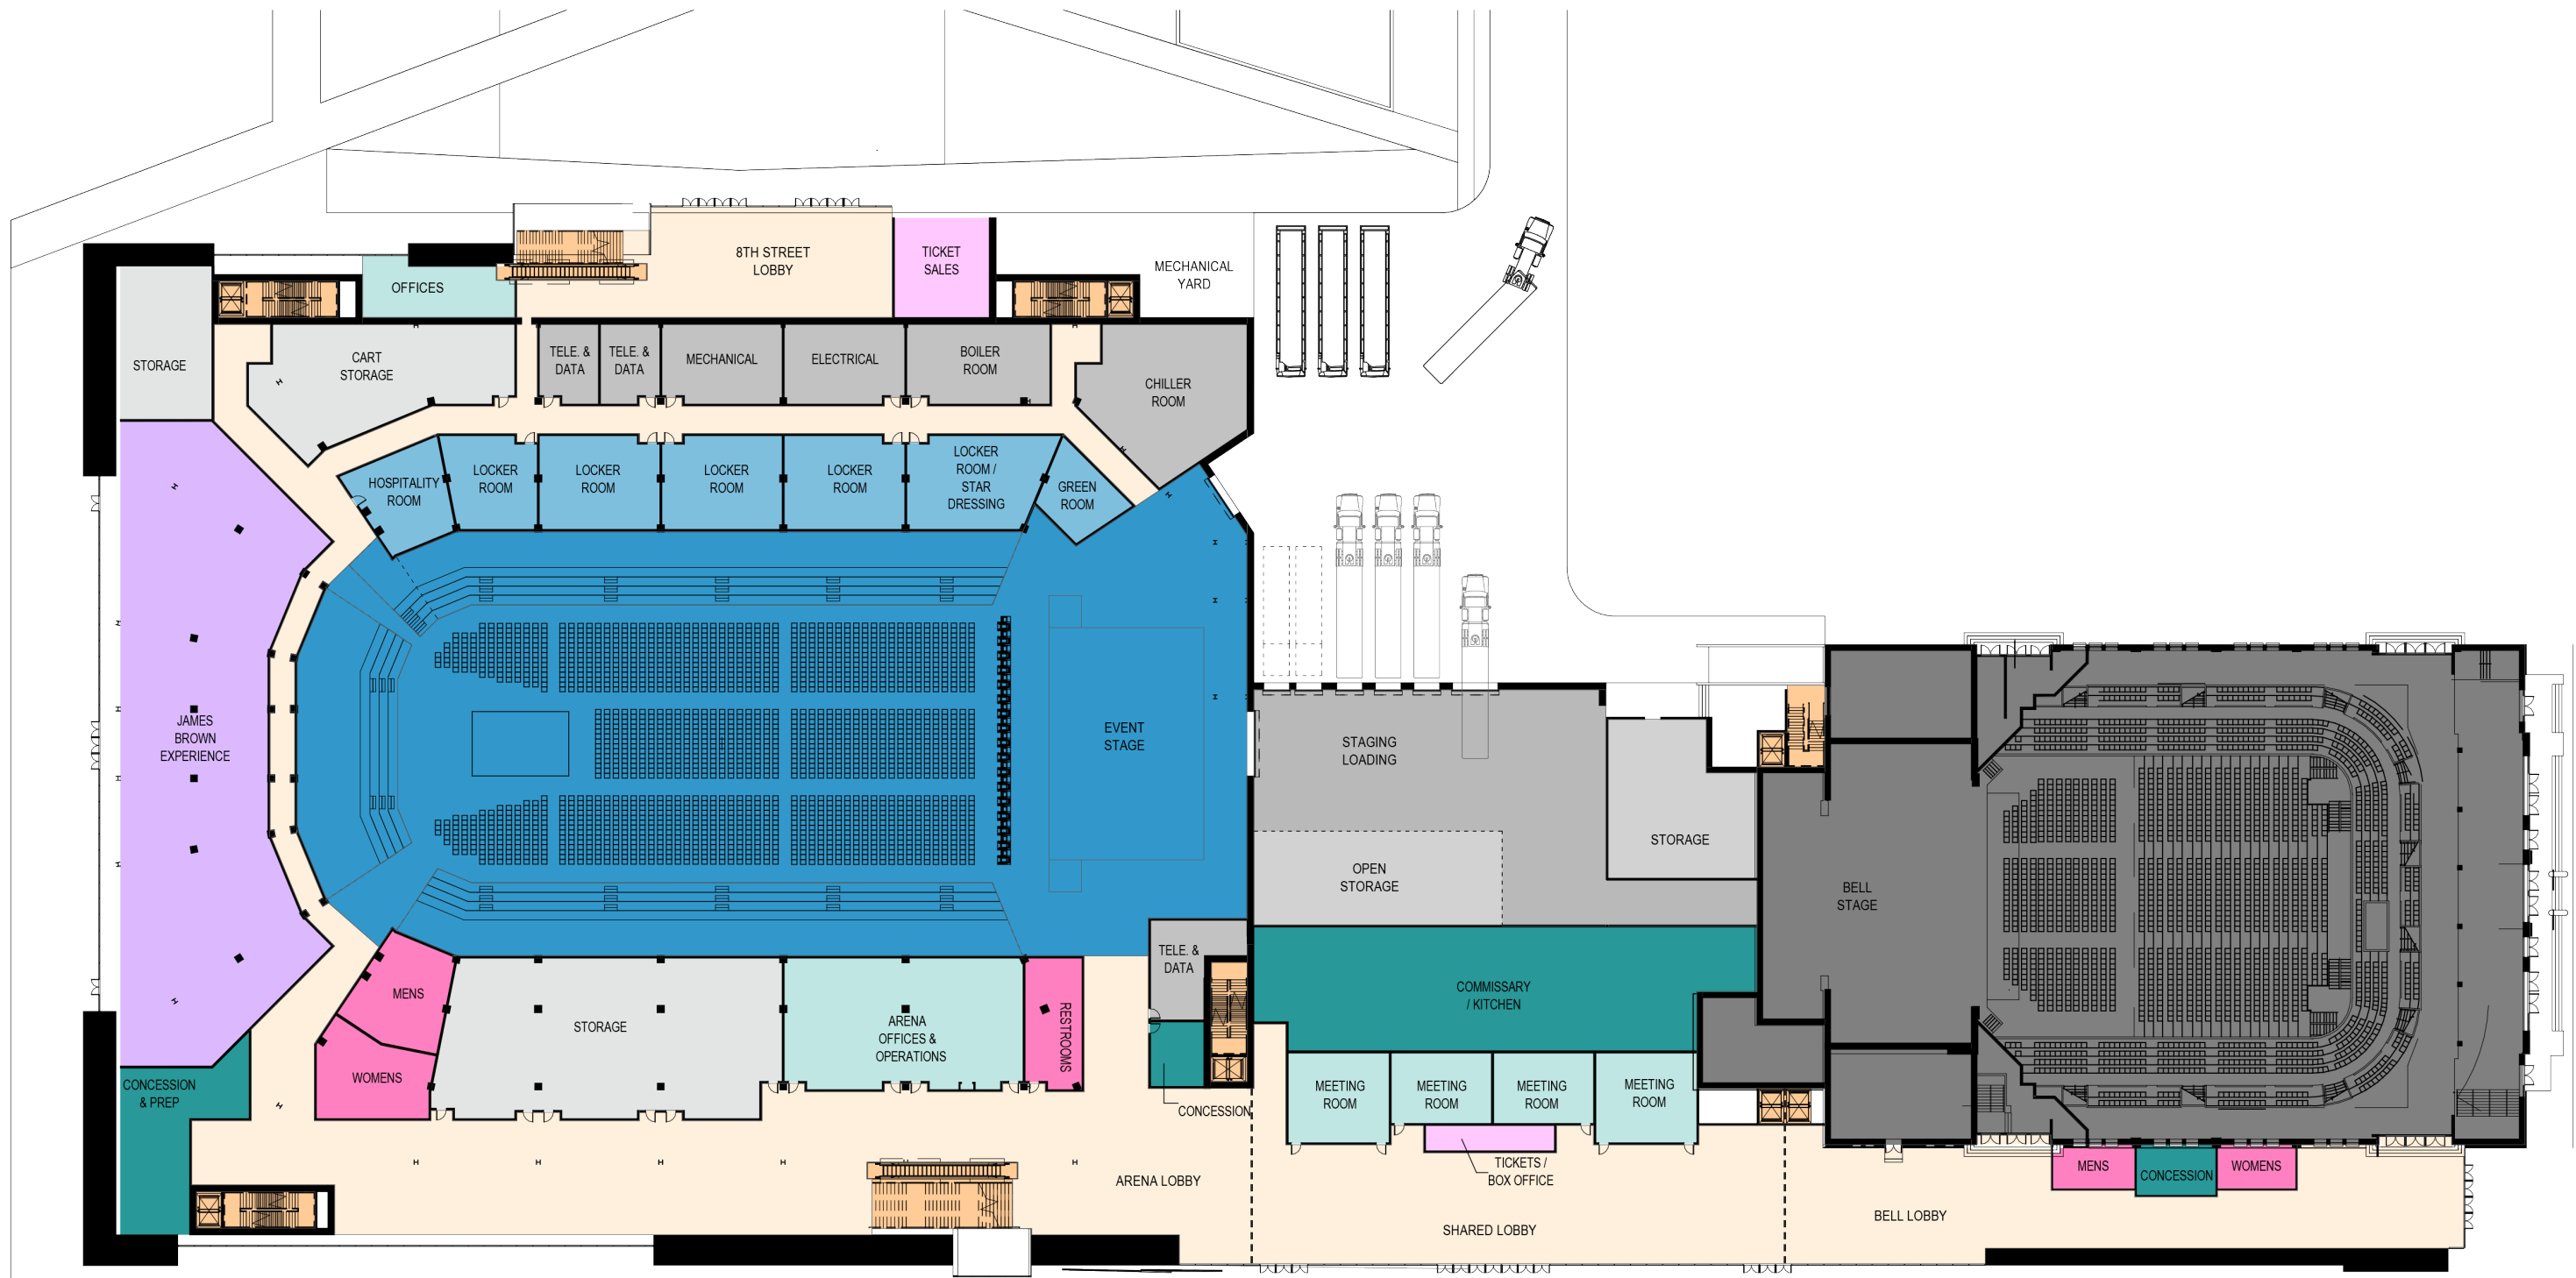 8TH STREET
LOBBY
TICKET
SALES
MECHANICAL
YARD
OFFICES
STORAGE
CART
STORAGE
TELE. &
DATA
TELE. &
DATA
MECHANICAL
ELECTRICAL
BOILER
ROOM
CHILLER
ROOM
HOSPITALITY
ROOM
LOCKER
ROOM
LOCKER
ROOM
LOCKER
ROOM
LOCKER
ROOM
LOCKER
ROOM /
STAR
DRESSING
GREEN
ROOM
JAMES
BROWN
EXPERIENCE
EVENT
STAGE
STAGING
LOADING
STORAGE
OPEN
STORAGE
BELL
STAGE
TELE. &
DATA
MENS
WOMENS
STORAGE
ARENA
OFFICES &
OPERATIONS
RESTROOMS
COMMISSARY
/ KITCHEN
CONCESSION
& PREP
CONCESSION
MEETING
ROOM
MEETING
ROOM
MEETING
ROOM
MEETING
ROOM
TICKETS /
BOX OFFICE
MENS
CONCESSION
WOMENS
ARENA LOBBY
SHARED LOBBY
BELL LOBBY